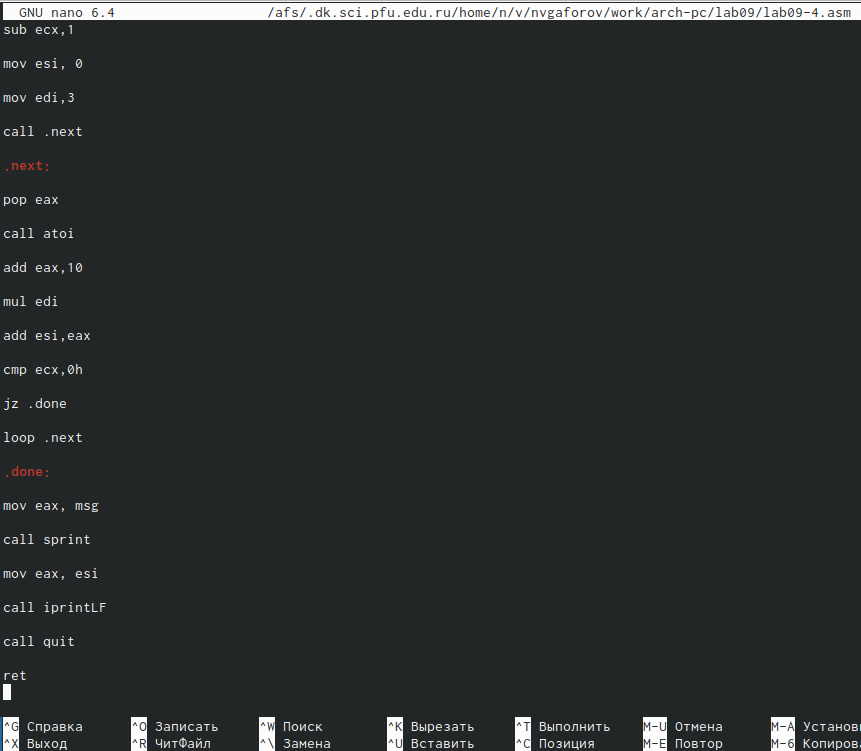 GNU nano 6.4 /afs/.dk.sci.pfu.edu.ru/home/n/v/nvgaforov/work/arch-pc/lab09/lab09-4.asm
sub ecx,1
mov esi, 0
mov edi,3
call .next
.next:
pop eax
call atoi
add eax,10
mul edi
add esi,eax
cmp ecx,0h
jz .done
loop .next
.done:
mov eax, msg
call sprint
mov eax, esi
call iprintLF
call quit
ret
^G Справка ^O Записать ^W Поиск ^K Вырезать ^T Выполнить M-U Отмена M-A Установи
^X Выход ^R ЧитФайл ^\ Замена ^U Вставить ^C Позиция M-E Повтор M-6 Копирова